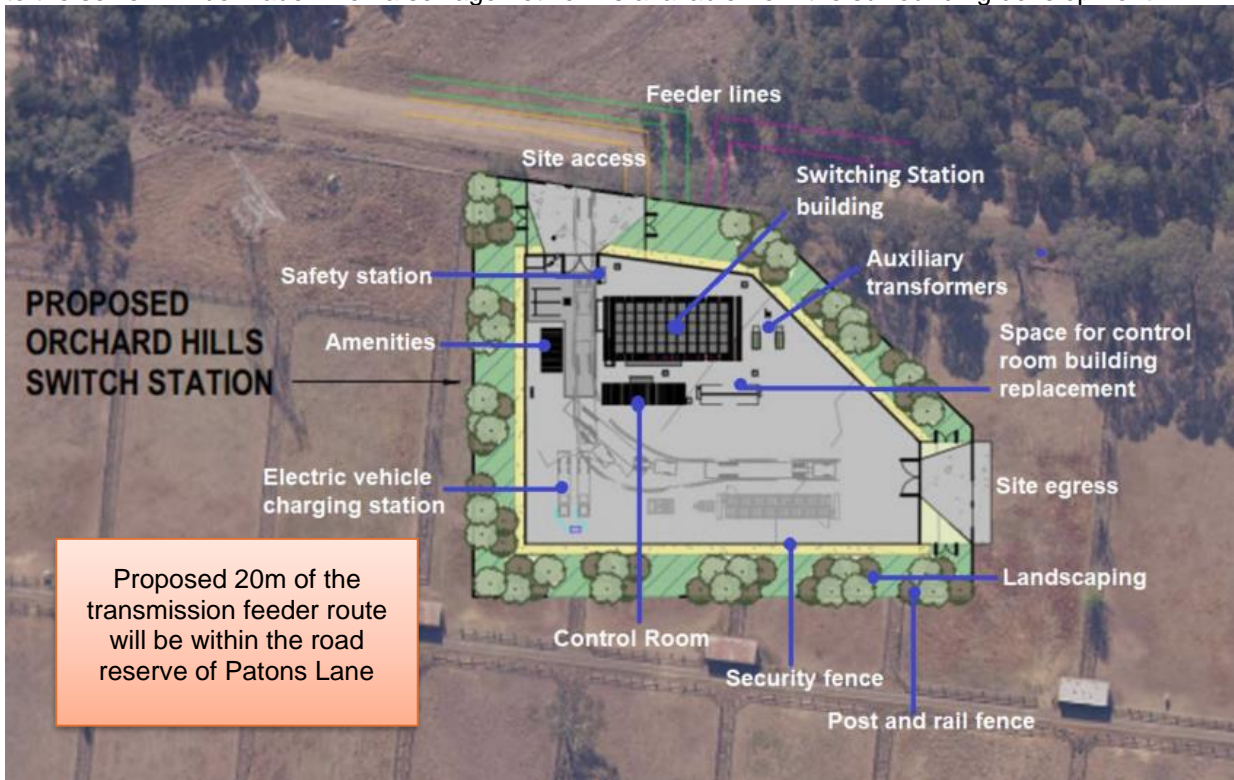 Feeder lines
Site access
Switching Station
building
Safety station
Auxiliary
transformers
PROPOSED
ORCHARD HILLS
SWITCH STATION
Amenities
Space for control
room building
replacement
Electric vehicle
charging station
Site egress
Proposed 20m of the
transmission feeder route
will be within the road
reserve of Patons Lane
Landscaping
Control Room
Security fence
Post and rail fence